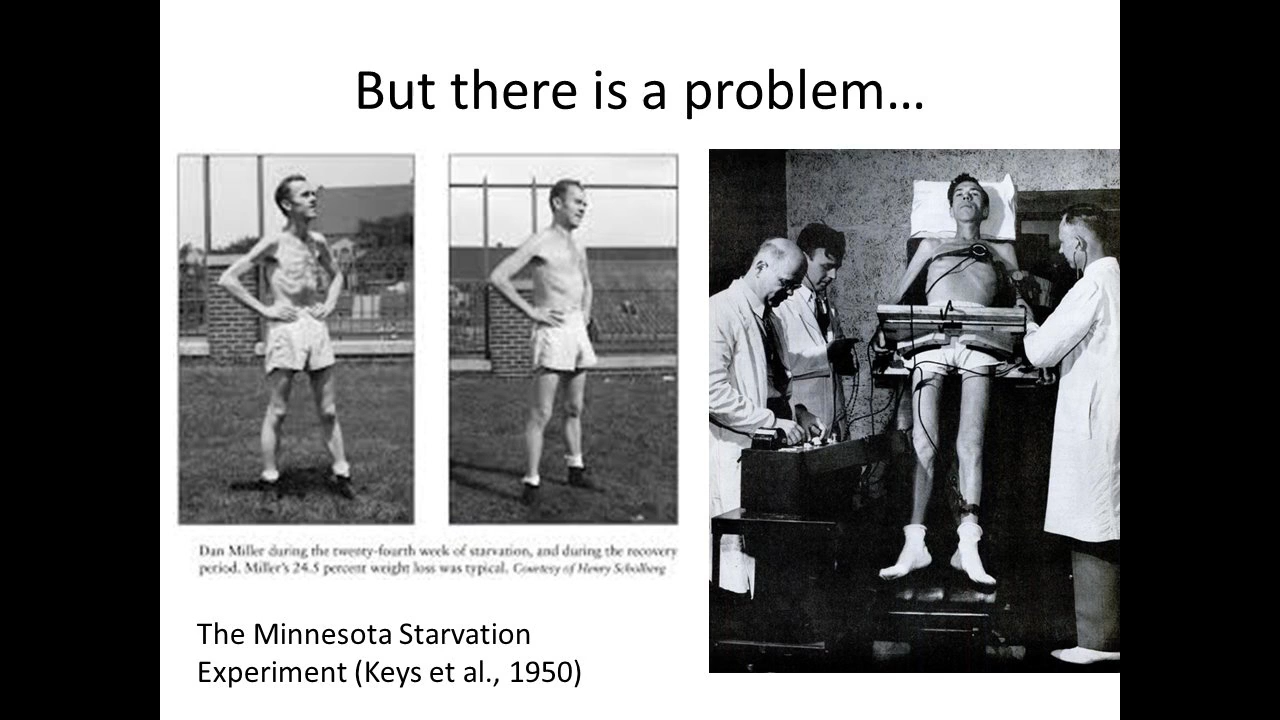 But there is a problem…
Dan Miller during the twenty-fourth week of starvation, and during the recovery
period. Miller's 24.5 percent weight loss was typical. Courtesy of Henry Scholberg
The Minnesota Starvation
Experiment (Keys et al., 1950)